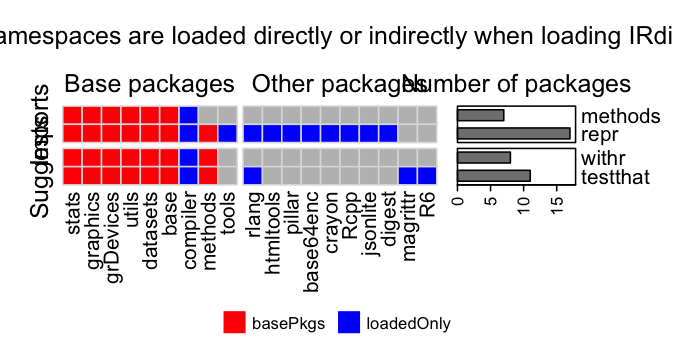 amespaces are loaded directly or indirectly when loading IRdi
Base packages
Other packages
Number of packages
Imports
Suggests
methods
repr
withr
testthat
stats
graphics
grDevices
utils
datasets
base
compiler
methods
tools
rlang
htmltools
pillar
base64enc
crayon
Rcpp
jsonlite
digest
magrittr
R6
0
5
10
15
basePkgs
loadedOnly